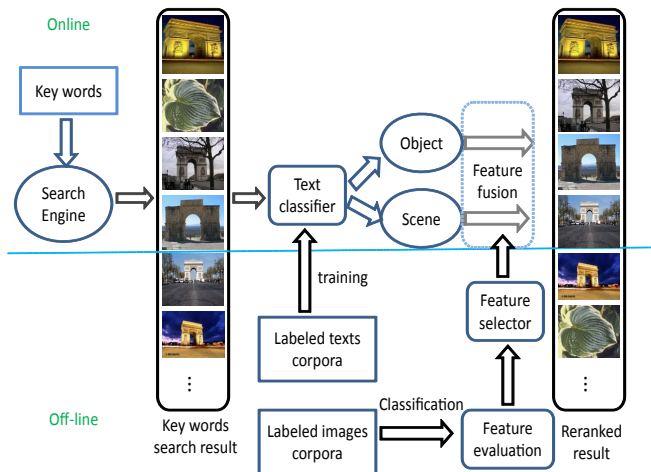 Online
Key words
Search
Engine
Text
classifier
Object
Scene
Feature
fusion
training
Labeled texts
corpora
Feature
selector
Off-line
Key words
search result
Labeled images
corpora
Classification
Feature
evaluation
Reranked
result